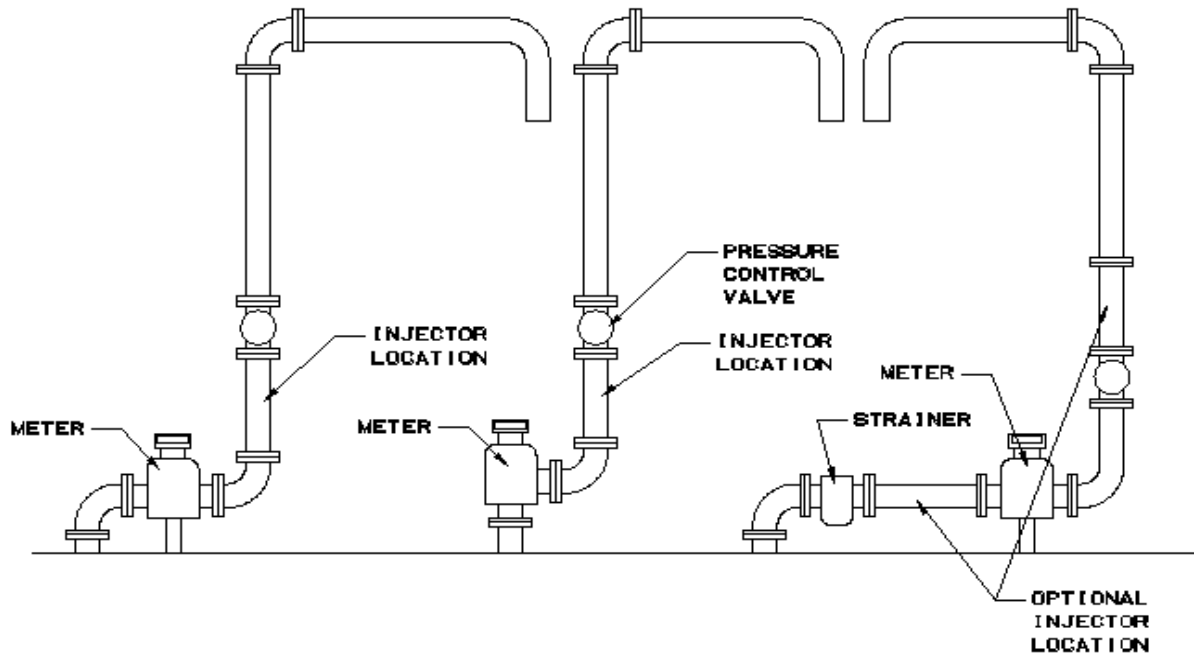 PRESSURE
CONTROL
VALVE
INJECTOR
LOCATION
INJECTOR
LOCATION
METER
STRAINER
METER
METER
OPTIONAL
INJECTOR
LOCATION